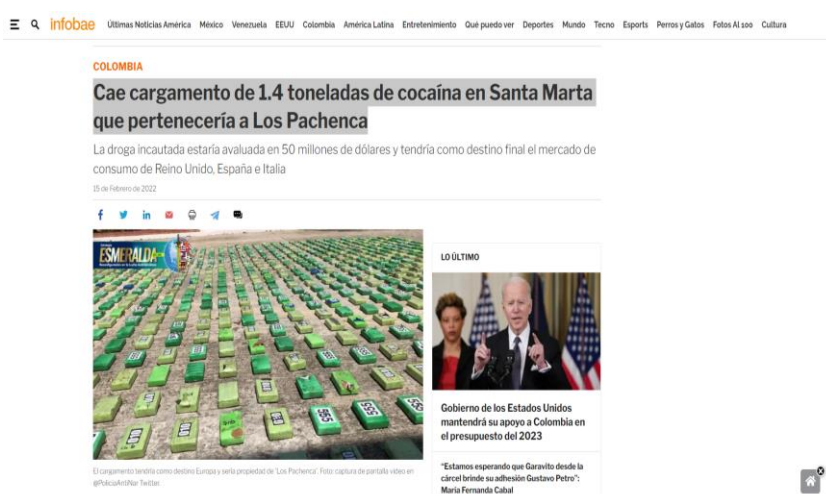 infobae Últimas Noticias América México Venezuela EEUU Colombia América Latina Entretenimiento Qué puedo ver Deportes Mundo Tecno Esports Perros y Gatos Fotos Al 100 Cultura
COLOMBIA
Cae cargamento de 1.4 toneladas de cocaína en Santa Marta
que pertenecería a Los Pachenca
La droga incautada estaría avaluada en 50 millones de dólares y tendría como destino final el mercado de
consumo de Reino Unido, España e Italia
15 de Febrero de 2022
ESMERALDA
555
555
El cargamento tendría como destino Europa y sería propiedad de 'Los Pachenca'. Foto: captura de pantalla video en
@PoliciaAntiNar Twitter.
LO ÚLTIMO
Gobierno de los Estados Unidos
mantendrá su apoyo a Colombia en
el presupuesto del 2023
"Estamos esperando que Garavito desde la
cárcel brinde su adhesión Gustavo Petro":
María Fernanda Cabal